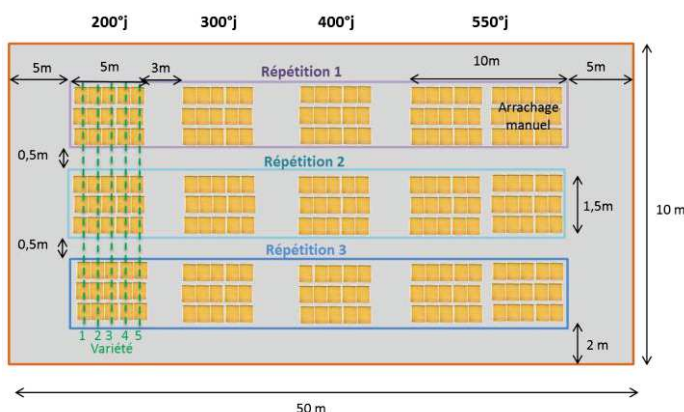 200°j 300°j 400°j 550°j
5m 5m 3m 10m 5m
Répétition 1
Arrachage
manuel
0,5m
Répétition 2
1,5m
10 m
0,5m
Répétition 3
1 2 3 4 5
Variété
2 m
50 m